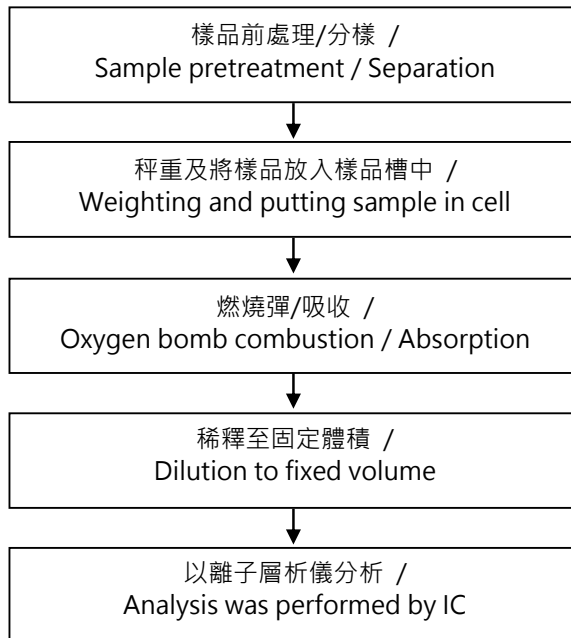 樣品前處理/分樣 /
Sample pretreatment / Separation
秤重及將樣品放入樣品槽中 /
Weighting and putting sample in cell
燃燒彈/吸收 /
Oxygen bomb combustion / Absorption
稀釋至固定體積 /
Dilution to fixed volume
以離子層析儀分析 /
Analysis was performed by IC